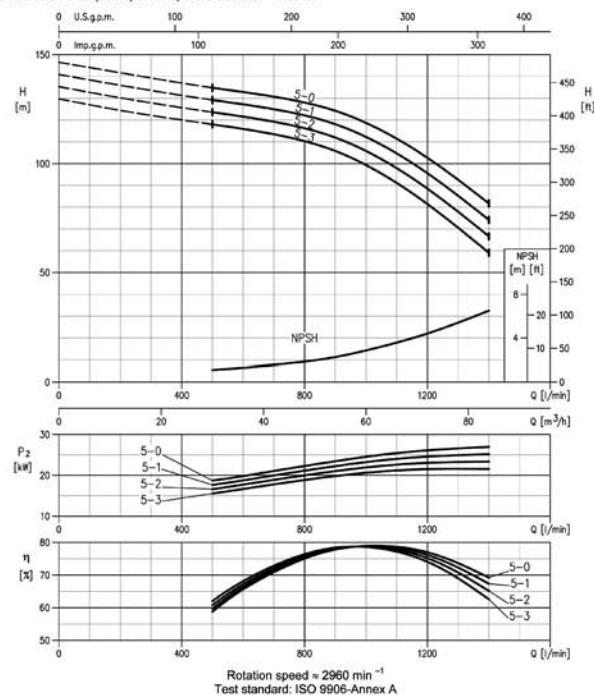 0 100 200 300 400
U.S.g.p.m.
0 100 200 300
Imp.g.p.m.
150 100 50 0
H
[m]
H
[ft]
450
400
350
300
250
200
150
100
50
0
5-0
5-1
5-2
5-3
NPSH
NPSH
[m] [ft]
8 20
4 10
0 400 800 1200 Q [l/min]
0 20 40 60 80 Q [m³/h]
P₂
[kW]
30
20
10
5-0
5-1
5-2
5-3
0 400 800 1200 Q [l/min]
η
[%]
80
70
60
50
5-0
5-1
5-2
5-3
0 400 800 1200 Q [l/min]
Rotation speed ≈ 2960 min ⁻¹
Test standard: ISO 9906-Annex A